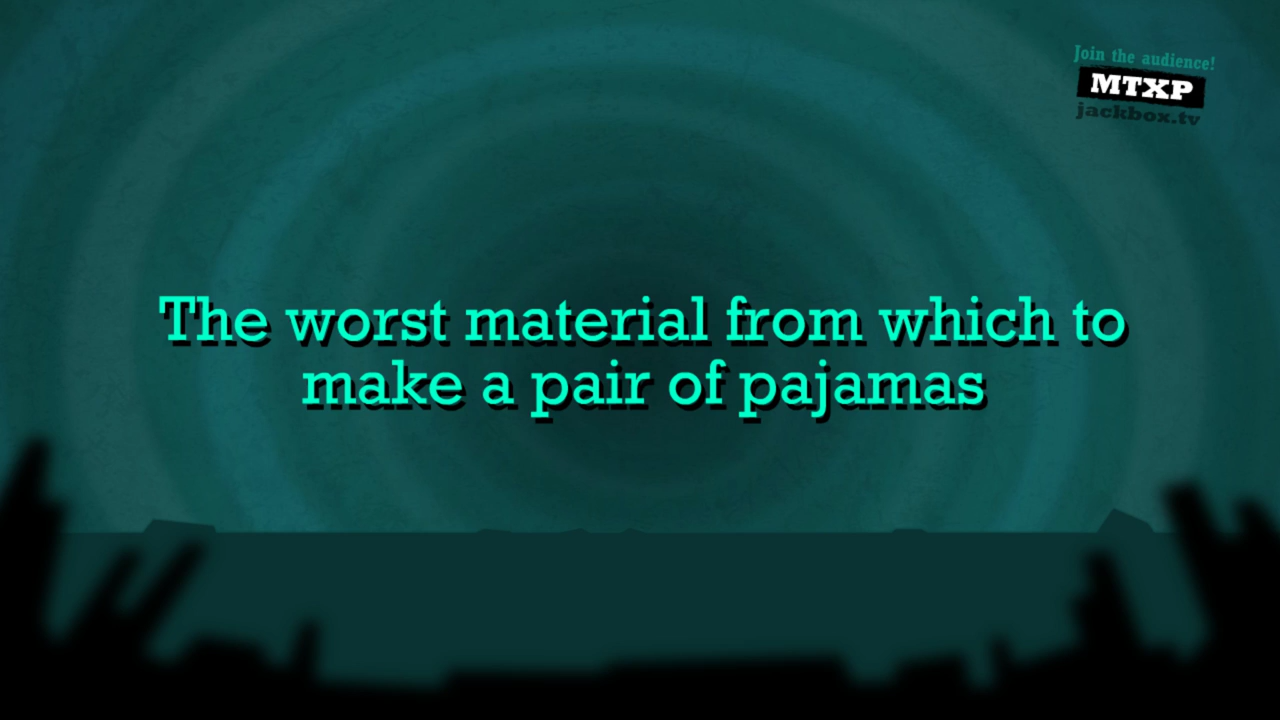 Join the audience!
MTXP
jackbox.tv
The worst material from which to
make a pair of pajamas